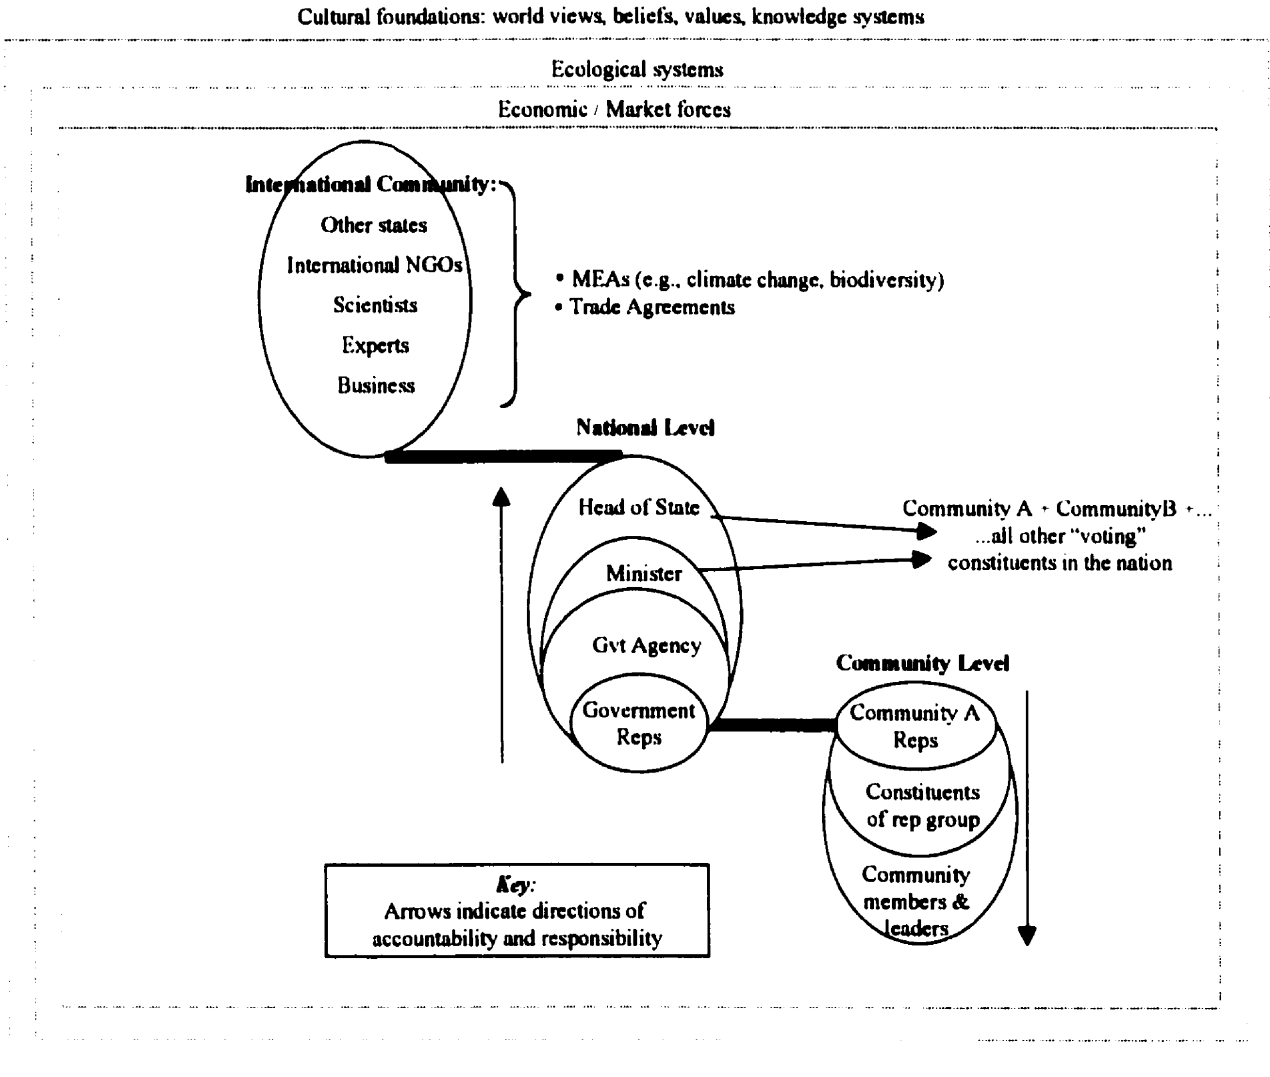 Cultural foundations: world views, beliefs, values, knowledge systems
Ecological systems
Economic / Market forces
International Community:
Other states
International NGOs
Scientists
Experts
Business
• MEAs (e.g., climate change, biodiversity)
• Trade Agreements
National Level
Head of State
Minister
Gvt Agency
Government
Reps
Community A + CommunityB +...
...all other "voting"
constituents in the nation
Community Level
Community A
Reps
Constituents
of rep group
Community
members &
leaders
Key:
Arrows indicate directions of
accountability and responsibility